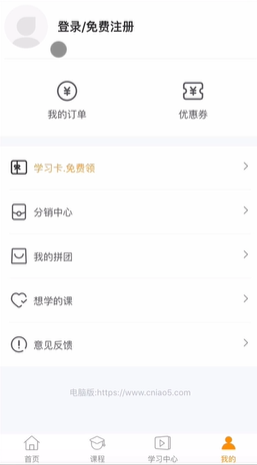 登录/免费注册
我的订单
优惠券
学习卡.免费领
分销中心
我的拼团
想学的课
意见反馈
电脑版:https://www.cniao5.com
首页
课程
学习中心
我的